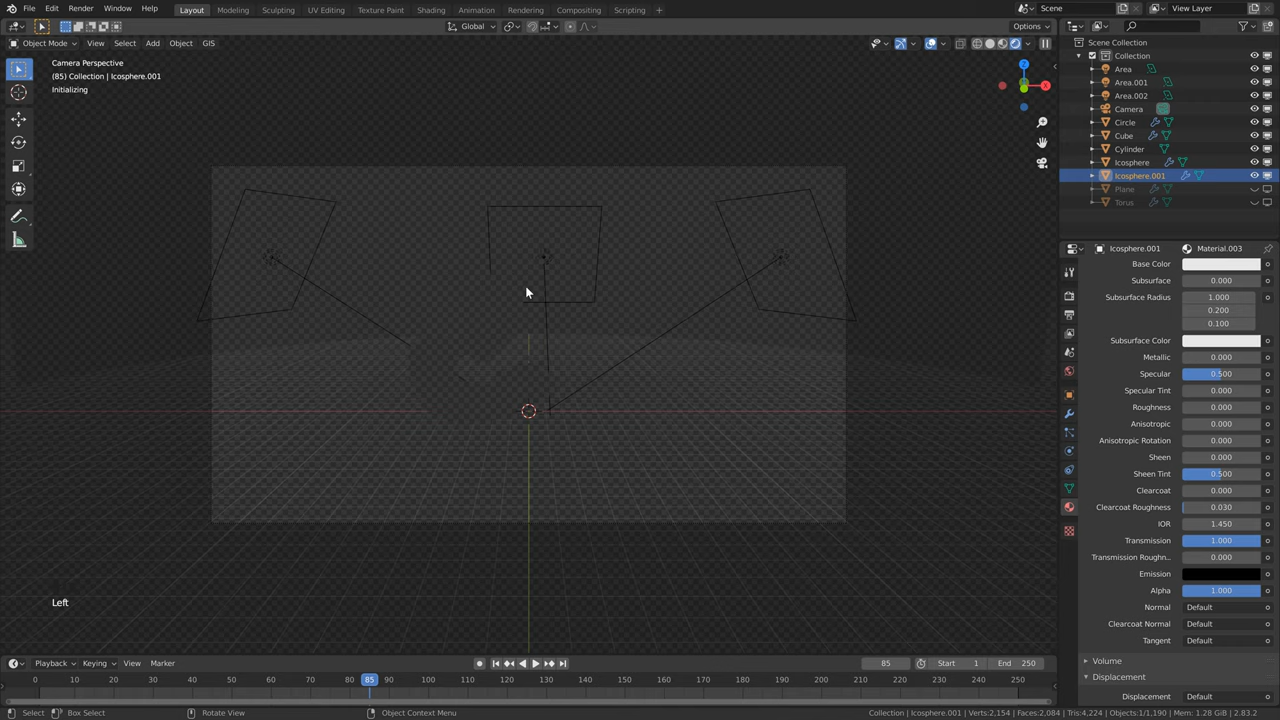 File Edit Render Window Help Layout Modeling Sculpting UV Editing Texture Paint Shading Animation Rendering Compositing Scripting + Scene View Layer
Global Options
Object Mode View Select Add Object GIS
Camera Perspective
(85) Collection | Icosphere.001
Initializing
Z
X
Left
Scene Collection
Collection
Area
Area.001
Area.002
Camera
Circle
Cube
Cylinder
Icosphere
Icosphere.001
Plane
Torus
Icosphere.001 Material.003
Base Color
Subsurface 0.000
Subsurface Radius 1.000
0.200
0.100
Subsurface Color
Metallic 0.000
Specular 0.500
Specular Tint 0.000
Roughness 0.000
Anisotropic 0.000
Anisotropic Rotation 0.000
Sheen 0.000
Sheen Tint 0.500
Clearcoat 0.000
Clearcoat Roughness 0.030
IOR 1.450
Transmission 1.000
Transmission Roughn... 0.000
Emission
Alpha 1.000
Normal Default
Clearcoat Normal Default
Tangent Default
Volume
Displacement
Displacement Default
Playback Keying View Marker 85 Start 1 End 250
0 10 20 30 40 50 60 70 80 85 90 100 110 120 130 140 150 160 170 180 190 200 210 220 230 240 250
Select Box Select Rotate View Object Context Menu Collection | Icosphere.001 | Verts:2,154 | Faces:2,084 | Tris:4,224 | Objects:1/1,190 | Mem: 1.28 GiB | 2.83.2